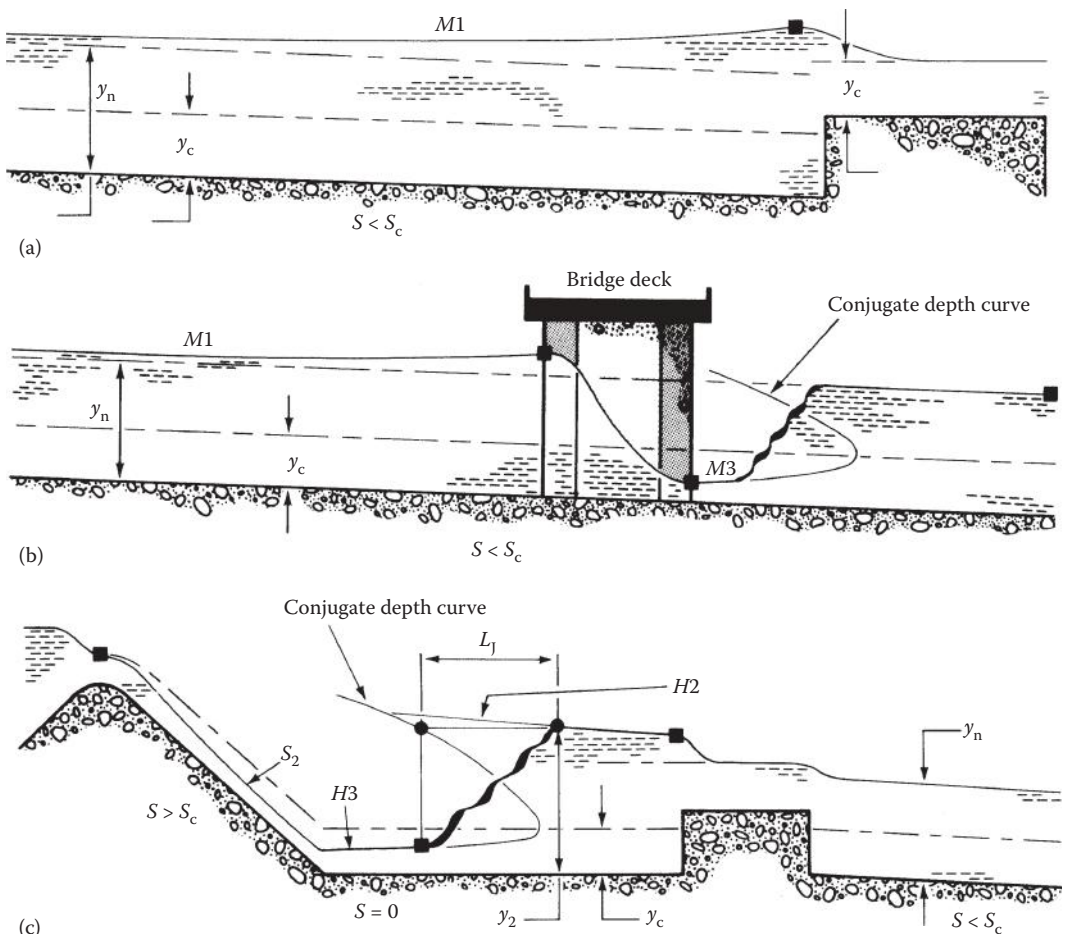 M1
y_n
y_c
y_c
S < S_c
(a)
Bridge deck
Conjugate depth curve
M1
y_n
y_c
M3
S < S_c
(b)
Conjugate depth curve
L_J
H2
y_n
S_2
S > S_c
H3
S = 0
y_2
y_c
S < S_c
(c)